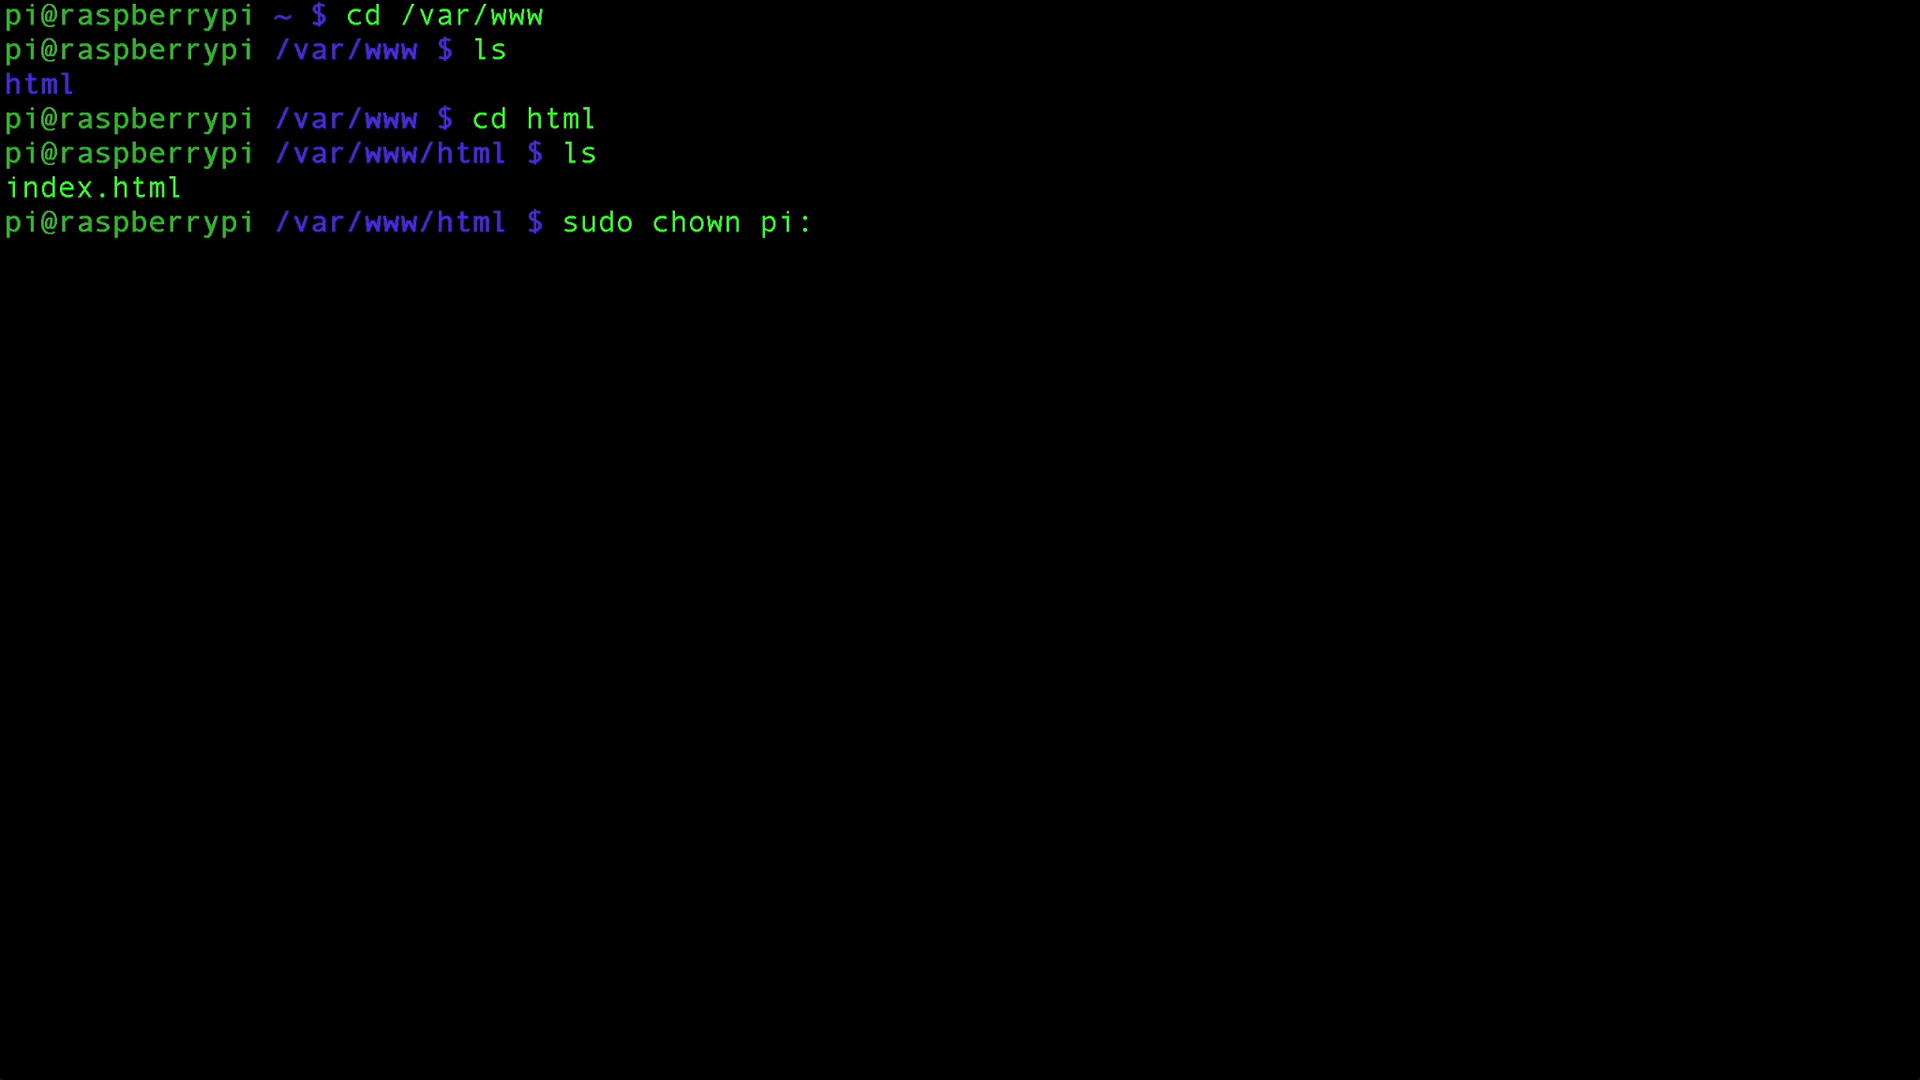 pi@raspberrypi ~ $ cd /var/www
pi@raspberrypi /var/www $ ls
html
pi@raspberrypi /var/www $ cd html
pi@raspberrypi /var/www/html $ ls
index.html
pi@raspberrypi /var/www/html $ sudo chown pi: